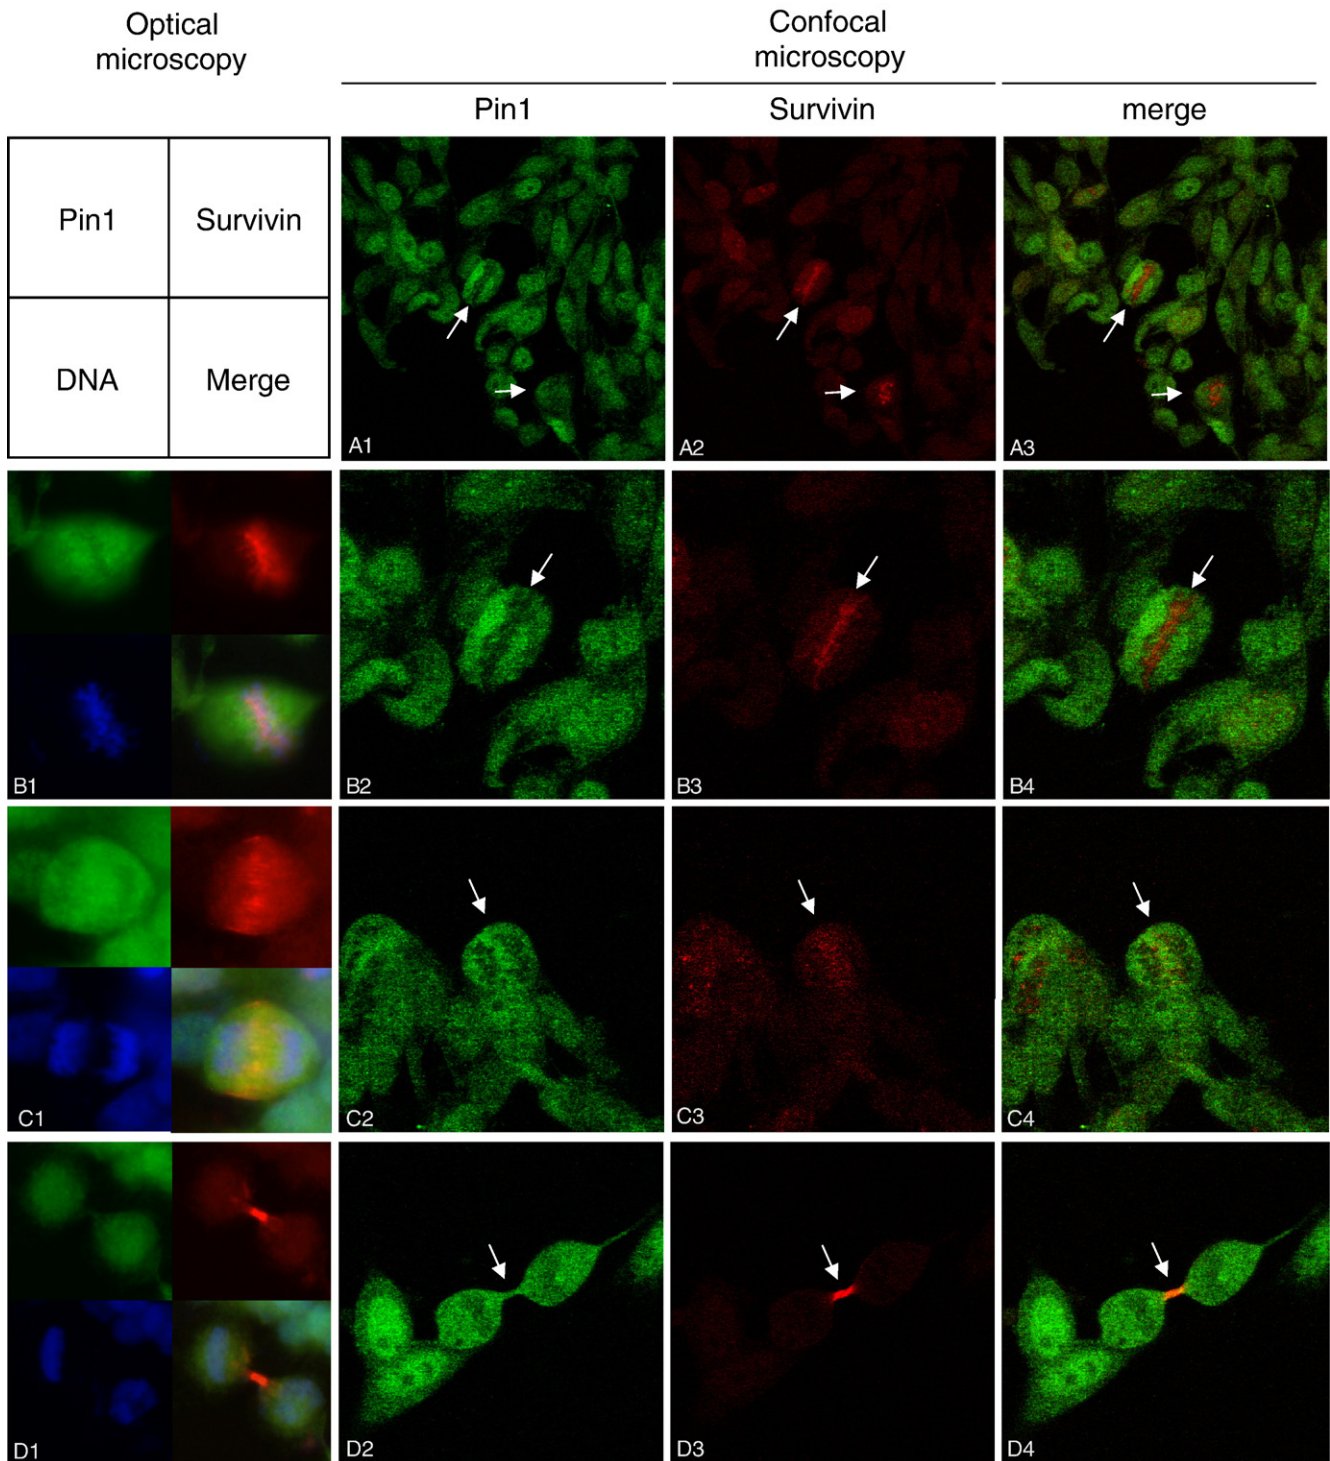 Optical
microscopy
Confocal
microscopy
Pin1
Survivin
merge
Pin1
Survivin
DNA
Merge
A1
A2
A3
B1
B2
B3
B4
C1
C2
C3
C4
D1
D2
D3
D4